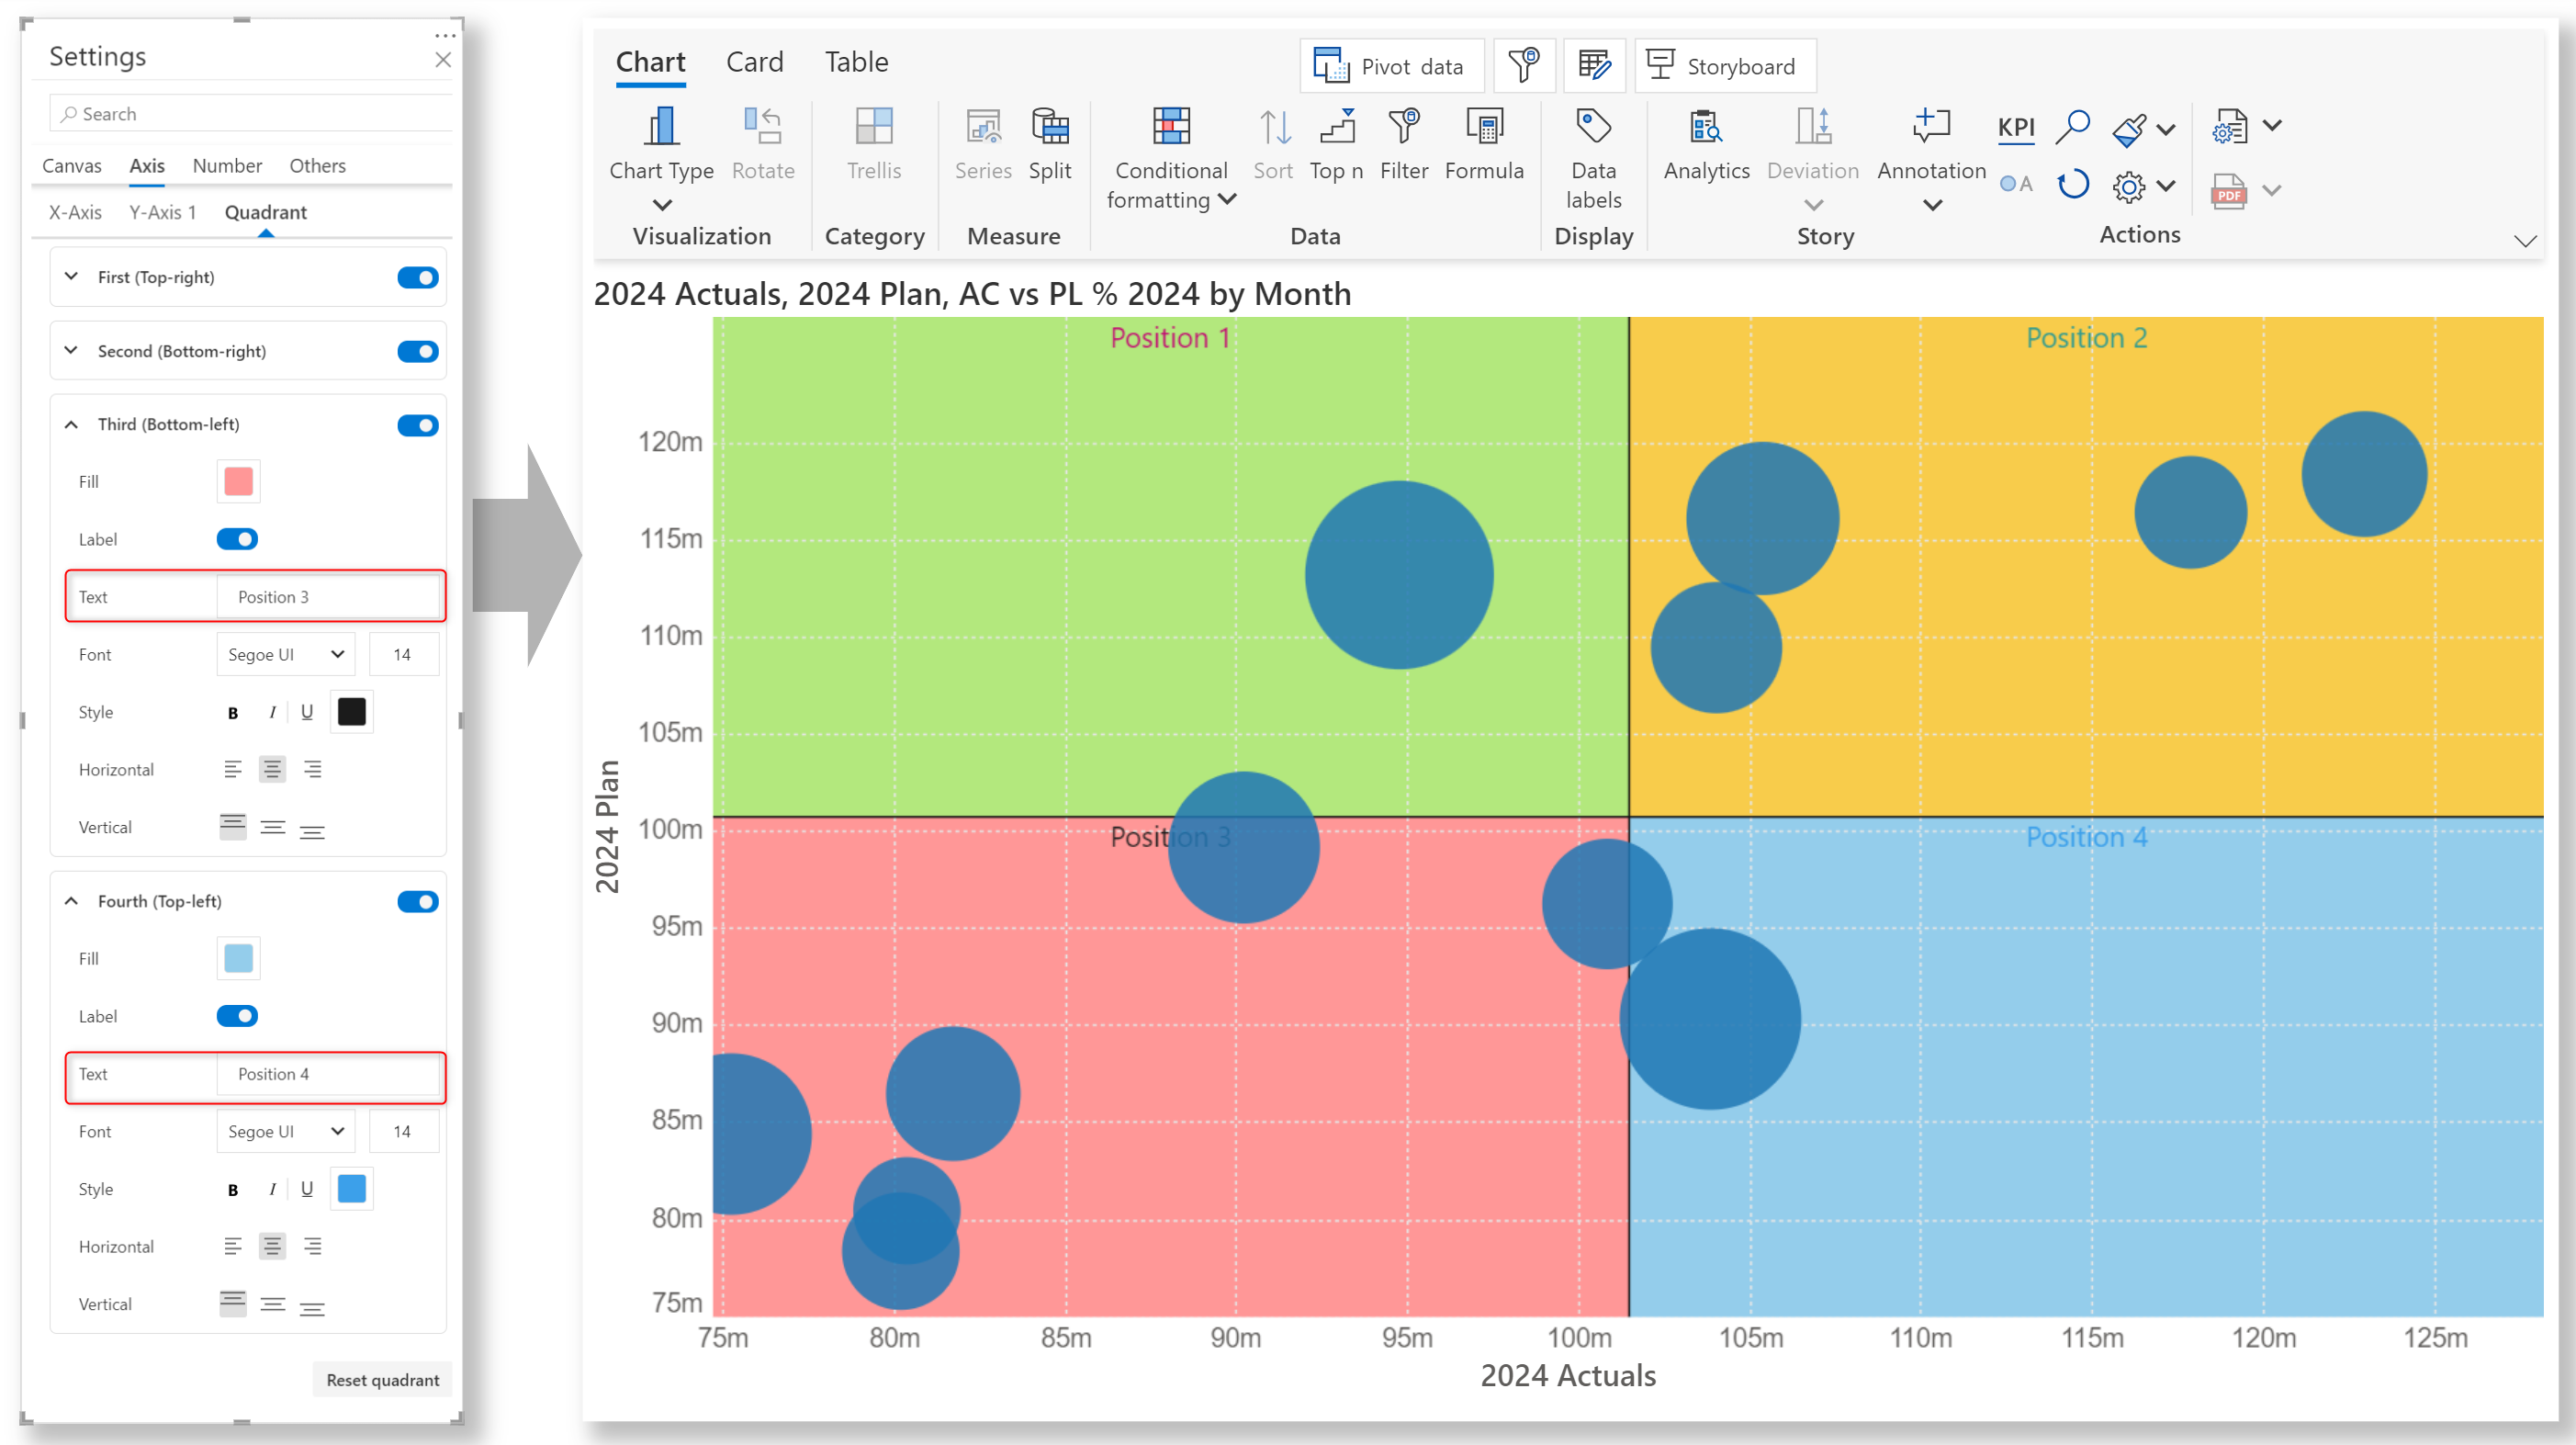 Settings
Search
Canvas Axis Number Others
X-Axis Y-Axis 1 Quadrant
First (Top-right)
Second (Bottom-right)
Third (Bottom-left)
Fill
Label
Text Position 3
Font Segoe UI 14
Style B I U
Horizontal
Vertical
Fourth (Top-left)
Fill
Label
Text Position 4
Font Segoe UI 14
Style B I U
Horizontal
Vertical
Reset quadrant
Chart Card Table Pivot data Storyboard
Chart Type Rotate Trellis Series Split Conditional formatting Sort Top n Filter Formula Data labels Analytics Deviation Annotation KPI A PDF
Visualization Category Measure Data Display Story Actions
2024 Actuals, 2024 Plan, AC vs PL % 2024 by Month
Position 1 Position 2
120m
115m
110m
105m
100m
95m
90m
85m
80m
75m
2024 Plan
Position 3 Position 4
75m 80m 85m 90m 95m 100m 105m 110m 115m 120m 125m
2024 Actuals